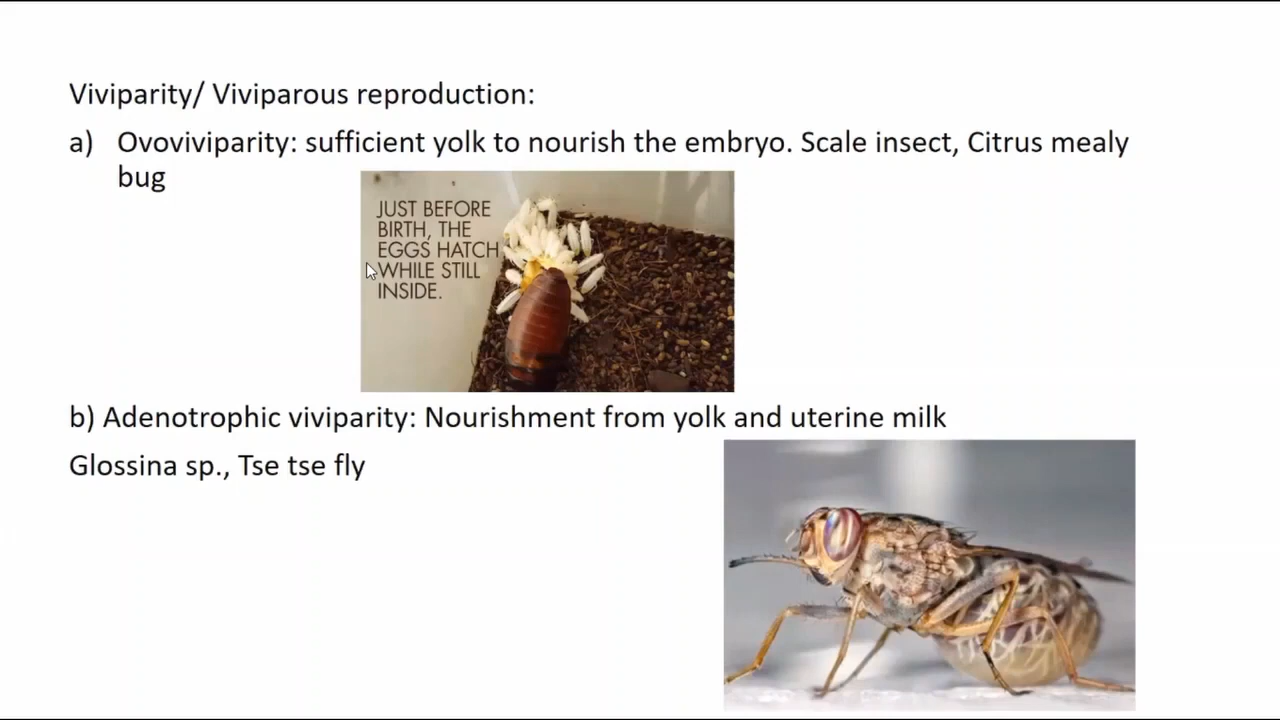 Viviparity/ Viviparous reproduction:
a) Ovoviviparity: sufficient yolk to nourish the embryo. Scale insect, Citrus mealy
bug
JUST BEFORE
BIRTH, THE
EGGS HATCH
WHILE STILL
INSIDE.
b) Adenotrophic viviparity: Nourishment from yolk and uterine milk
Glossina sp., Tse tse fly